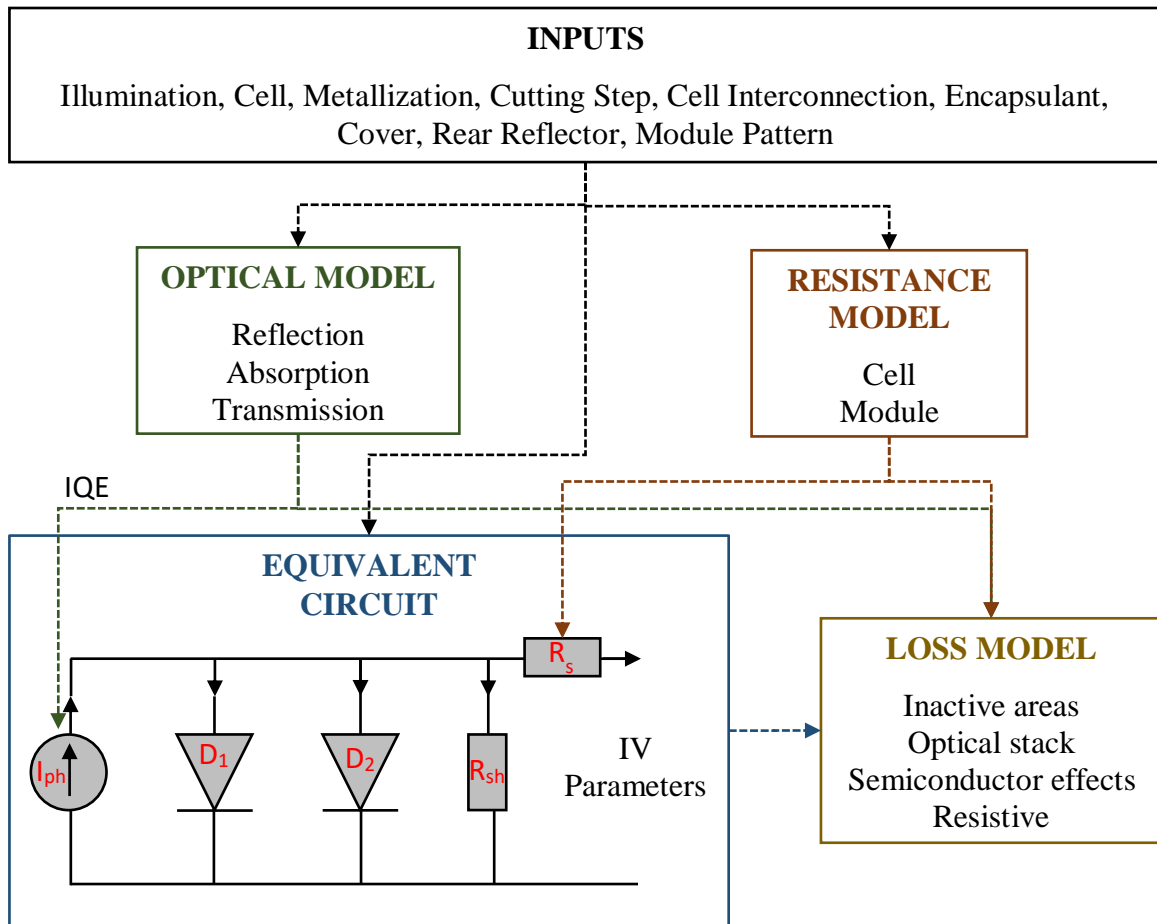 INPUTS
Illumination, Cell, Metallization, Cutting Step, Cell Interconnection, Encapsulant,
Cover, Rear Reflector, Module Pattern
OPTICAL MODEL
Reflection
Absorption
Transmission
RESISTANCE
MODEL
Cell
Module
IQE
EQUIVALENT
CIRCUIT
Rs
Iph
D1
D2
Rsh
IV
Parameters
LOSS MODEL
Inactive areas
Optical stack
Semiconductor effects
Resistive